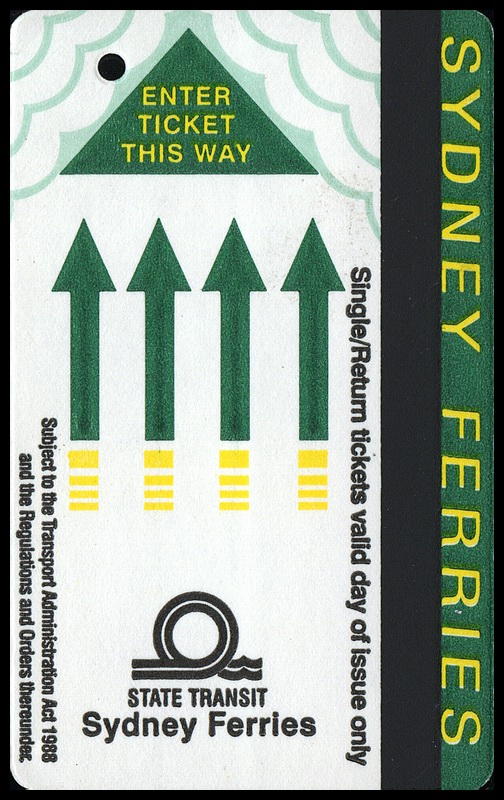 ENTER
TICKET
THIS WAY
Single/Return tickets valid day of issue only
Subject to the Transport Administration Act 1988
and the Regulations and Orders thereunder.
STATE TRANSIT
Sydney Ferries
SYDNEY FERRIES